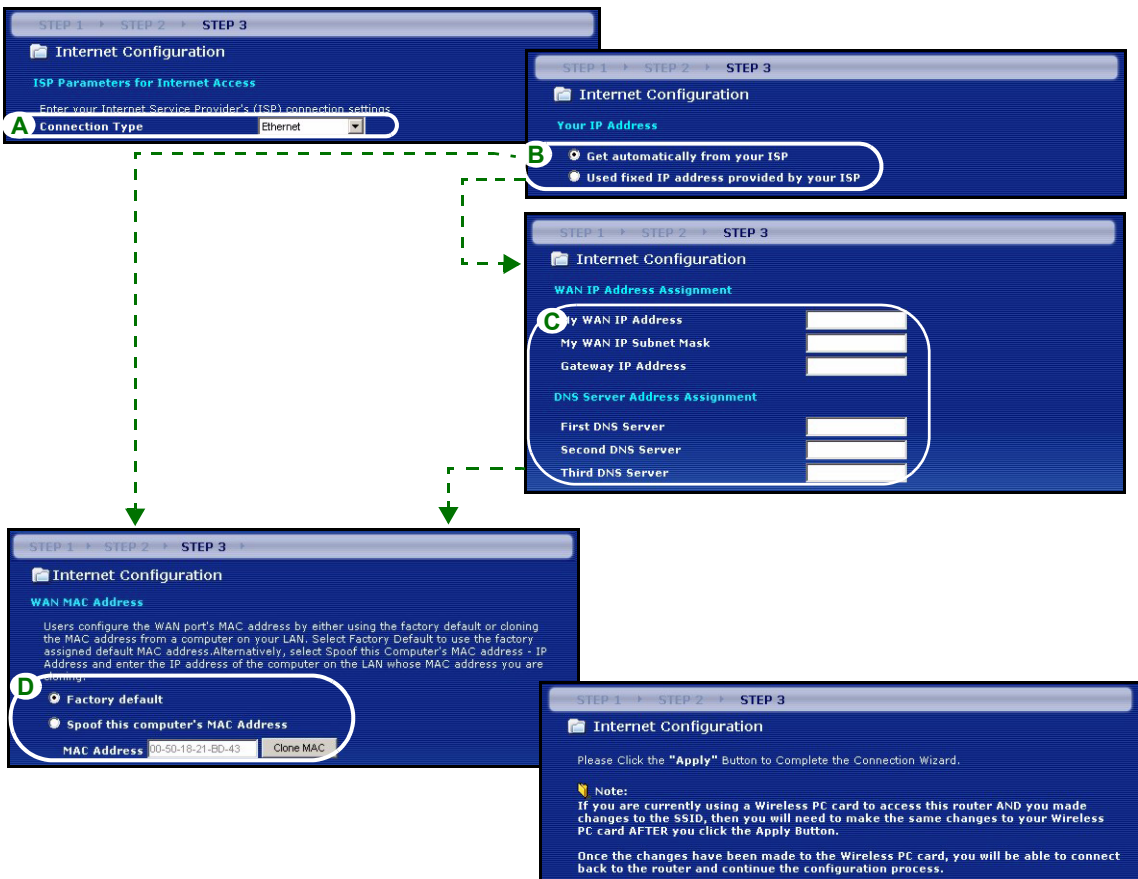 STEP 1 STEP 2 STEP 3
Internet Configuration
ISP Parameters for Internet Access
Enter your Internet Service Provider's (ISP) connection settings
A
Connection Type Ethernet
STEP 1 STEP 2 STEP 3
Internet Configuration
Your IP Address
B
Get automatically from your ISP
Used fixed IP address provided by your ISP
STEP 1 STEP 2 STEP 3
Internet Configuration
WAN IP Address Assignment
C
My WAN IP Address
My WAN IP Subnet Mask
Gateway IP Address
DNS Server Address Assignment
First DNS Server
Second DNS Server
Third DNS Server
STEP 1 STEP 2 STEP 3
Internet Configuration
WAN MAC Address
Users configure the WAN port's MAC address by either using the factory default or cloning
the MAC address from a computer on your LAN. Select Factory Default to use the factory
assigned default MAC address.Alternatively, select Spoof this Computer's MAC address - IP
Address and enter the IP address of the computer on the LAN whose MAC address you are
cloning.
D
Factory default
Spoof this computer's MAC Address
MAC Address 00-50-18-21-BD-43 Clone MAC
STEP 1 STEP 2 STEP 3
Internet Configuration
Please Click the "Apply" Button to Complete the Connection Wizard.
Note:
If you are currently using a Wireless PC card to access this router AND you made
changes to the SSID, then you will need to make the same changes to your Wireless
PC card AFTER you click the Apply Button.
Once the changes have been made to the Wireless PC card, you will be able to connect
back to the router and continue the configuration process.